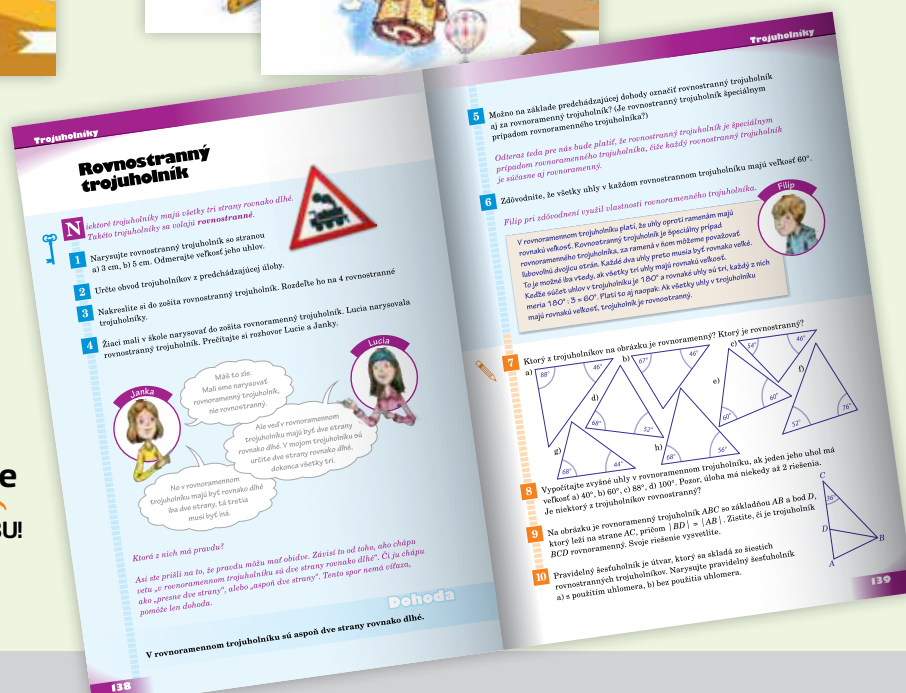 Trojuholníky
Rovnostranný
trojuholník
Niektoré trojuholníky majú všetky tri strany rovnako dlhé.
Takéto trojuholníky sa volajú rovnostranné.
1 Narysujte rovnostranný trojuholník so stranou
a) 3 cm, b) 5 cm. Odmerajte veľkosť jeho uhlov.
2 Určte obvod trojuholníkov z predchádzajúcej úlohy.
3 Nakreslite si do zošita rovnostranný trojuholník. Rozdeľte ho na 4 rovnostranné
trojuholníky.
4 Žiaci mali v škole narysovať do zošita rovnoramenný trojuholník. Lucia narysovala
rovnostranný trojuholník. Prečítajte si rozhovor Lucie a Janky.
Janka
Máš to zle.
Mali sme narysovať
rovnoramenný trojuholník,
nie rovnostranný.
Lucia
Ale veď v rovnoramennom
trojuholníku majú byť dve strany
rovnako dlhé. V mojom trojuholníku sú
určite dve strany rovnako dlhé,
dokonca všetky tri.
No v rovnoramennom
trojuholníku majú byť rovnako dlhé
iba dve strany, tá tretia
musí byť iná.
Ktorá z nich má pravdu?
Asi ste prišli na to, že pravdu môžu mať obidve. Závisí to od toho, ako chápu
vetu „v rovnoramennom trojuholníku sú dve strany rovnako dlhé“. Či ju chápu
ako „presne dve strany“, alebo „aspoň dve strany“. Tento spor nemá víťaza,
pomôže len dohoda.
Dohoda
V rovnoramennom trojuholníku sú aspoň dve strany rovnako dlhé.
138
Trojuholníky
5 Možno na základe predchádzajúcej dohody označiť rovnostranný trojuholník
aj za rovnoramenný trojuholník? (Je rovnostranný trojuholník špeciálnym
prípadom rovnoramenného trojuholníka?)
Odteraz teda pre nás bude platiť, že rovnostranný trojuholník je špeciálnym
prípadom rovnoramenného trojuholníka, čiže každý rovnostranný trojuholník
je súčasne aj rovnoramenný.
6 Zdôvodnite, že všetky uhly v každom rovnostrannom trojuholníku majú veľkosť 60°.
Filip pri zdôvodnení využil vlastnosti rovnoramenného trojuholníka.
Filip
V rovnoramennom trojuholníku platí, že uhly oproti ramenám majú
rovnakú veľkosť. Rovnostranný trojuholník je špeciálny prípad
rovnoramenného trojuholníka, za ramená v ňom môžeme považovať
ľubovoľnú dvojicu strán. Každé dva uhly preto musia byť rovnako veľké.
To je možné iba vtedy, ak všetky tri uhly majú rovnakú veľkosť.
Keďže súčet uhlov v trojuholníku je 180° a rovnaké uhly sú tri, každý z nich
meria 180° : 3 = 60°. Platí to aj naopak: Ak všetky uhly v trojuholníku
majú rovnakú veľkosť, trojuholník je rovnostranný.
7 Ktorý z trojuholníkov na obrázku je rovnoramenný? Ktorý je rovnostranný?
a) 88° 46° b) 67° 46° c) 54° 46°
d) 68° 52° e) 60° 60° f) 52° 76°
g) 68° 44° h) 68° 56°
8 Vypočítajte zvyšné uhly v rovnoramennom trojuholníku, ak jeden jeho uhol má
veľkosť a) 40°, b) 60°, c) 88°, d) 100°. Pozor, úloha má niekedy až 2 riešenia.
Je niektorý z trojuholníkov rovnostranný?
9 Na obrázku je rovnoramenný trojuholník ABC so základňou AB a bod D,
ktorý leží na strane AC, pričom |BD| = |AB|. Zistite, či je trojuholník
BCD rovnoramenný. Svoje riešenie vysvetlite.
C
36°
D
B
A
10 Pravidelný šesťuholník je útvar, ktorý sa skladá zo šiestich
rovnostranných trojuholníkov. Narysujte pravidelný šesťuholník
a) s použitím uhlomera, b) bez použitia uhlomera.
139
e
BU!
5